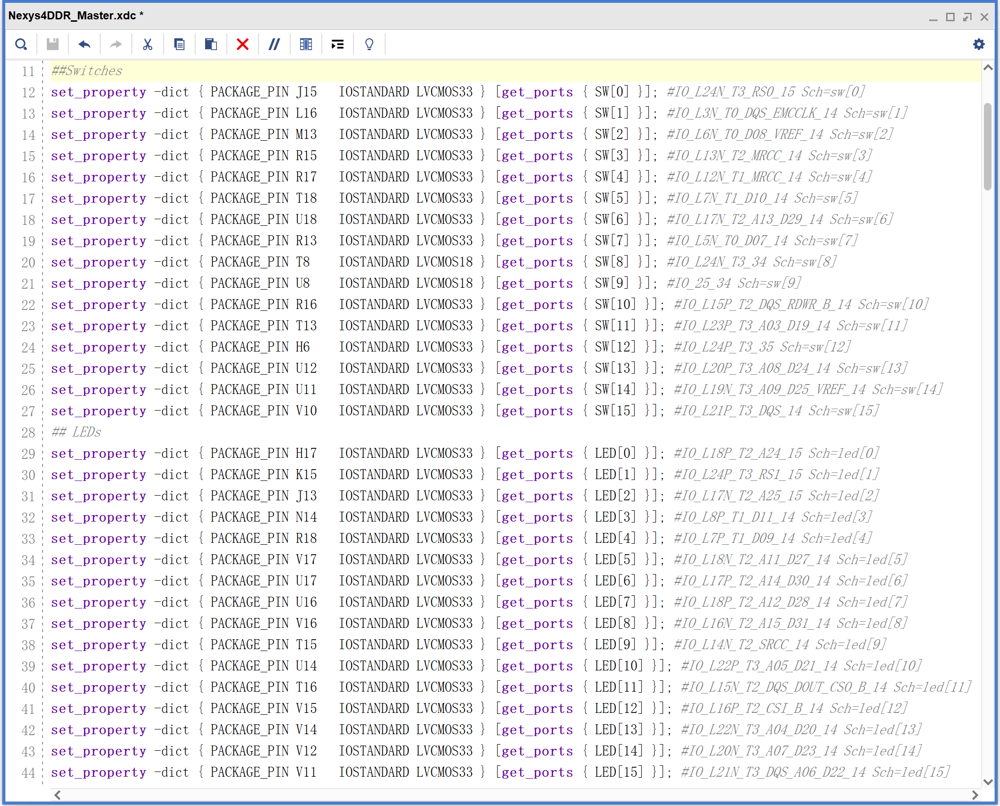 Nexys4DDR_Master.xdc *
11 ##Switches
12 set_property -dict { PACKAGE_PIN J15   IOSTANDARD LVCMOS33 } [get_ports { SW[0] }]; #IO_L24N_T3_RS0_15 Sch=sw[0]
13 set_property -dict { PACKAGE_PIN L16   IOSTANDARD LVCMOS33 } [get_ports { SW[1] }]; #IO_L3N_T0_DQS_EMCCLK_14 Sch=sw[1]
14 set_property -dict { PACKAGE_PIN M13   IOSTANDARD LVCMOS33 } [get_ports { SW[2] }]; #IO_L6N_T0_D08_VREF_14 Sch=sw[2]
15 set_property -dict { PACKAGE_PIN R15   IOSTANDARD LVCMOS33 } [get_ports { SW[3] }]; #IO_L13N_T2_MRCC_14 Sch=sw[3]
16 set_property -dict { PACKAGE_PIN R17   IOSTANDARD LVCMOS33 } [get_ports { SW[4] }]; #IO_L12N_T1_MRCC_14 Sch=sw[4]
17 set_property -dict { PACKAGE_PIN T18   IOSTANDARD LVCMOS33 } [get_ports { SW[5] }]; #IO_L7N_T1_D10_14 Sch=sw[5]
18 set_property -dict { PACKAGE_PIN U18   IOSTANDARD LVCMOS33 } [get_ports { SW[6] }]; #IO_L17N_T2_A13_D29_14 Sch=sw[6]
19 set_property -dict { PACKAGE_PIN R13   IOSTANDARD LVCMOS33 } [get_ports { SW[7] }]; #IO_L5N_T0_D07_14 Sch=sw[7]
20 set_property -dict { PACKAGE_PIN T8    IOSTANDARD LVCMOS18 } [get_ports { SW[8] }]; #IO_L24N_T3_34 Sch=sw[8]
21 set_property -dict { PACKAGE_PIN U8    IOSTANDARD LVCMOS18 } [get_ports { SW[9] }]; #IO_25_34 Sch=sw[9]
22 set_property -dict { PACKAGE_PIN R16   IOSTANDARD LVCMOS33 } [get_ports { SW[10] }]; #IO_L15P_T2_DQS_RDWR_B_14 Sch=sw[10]
23 set_property -dict { PACKAGE_PIN T13   IOSTANDARD LVCMOS33 } [get_ports { SW[11] }]; #IO_L23P_T3_A03_D19_14 Sch=sw[11]
24 set_property -dict { PACKAGE_PIN H6    IOSTANDARD LVCMOS33 } [get_ports { SW[12] }]; #IO_L24P_T3_35 Sch=sw[12]
25 set_property -dict { PACKAGE_PIN U12   IOSTANDARD LVCMOS33 } [get_ports { SW[13] }]; #IO_L20P_T3_A08_D24_14 Sch=sw[13]
26 set_property -dict { PACKAGE_PIN U11   IOSTANDARD LVCMOS33 } [get_ports { SW[14] }]; #IO_L19N_T3_A09_D25_VREF_14 Sch=sw[14]
27 set_property -dict { PACKAGE_PIN V10   IOSTANDARD LVCMOS33 } [get_ports { SW[15] }]; #IO_L21P_T3_DQS_14 Sch=sw[15]
28 ## LEDs
29 set_property -dict { PACKAGE_PIN H17   IOSTANDARD LVCMOS33 } [get_ports { LED[0] }]; #IO_L18P_T2_A24_15 Sch=led[0]
30 set_property -dict { PACKAGE_PIN K15   IOSTANDARD LVCMOS33 } [get_ports { LED[1] }]; #IO_L24P_T3_RS1_15 Sch=led[1]
31 set_property -dict { PACKAGE_PIN J13   IOSTANDARD LVCMOS33 } [get_ports { LED[2] }]; #IO_L17N_T2_A25_15 Sch=led[2]
32 set_property -dict { PACKAGE_PIN N14   IOSTANDARD LVCMOS33 } [get_ports { LED[3] }]; #IO_L8P_T1_D11_14 Sch=led[3]
33 set_property -dict { PACKAGE_PIN R18   IOSTANDARD LVCMOS33 } [get_ports { LED[4] }]; #IO_L7P_T1_D09_14 Sch=led[4]
34 set_property -dict { PACKAGE_PIN V17   IOSTANDARD LVCMOS33 } [get_ports { LED[5] }]; #IO_L18N_T2_A11_D27_14 Sch=led[5]
35 set_property -dict { PACKAGE_PIN U17   IOSTANDARD LVCMOS33 } [get_ports { LED[6] }]; #IO_L17P_T2_A14_D30_14 Sch=led[6]
36 set_property -dict { PACKAGE_PIN U16   IOSTANDARD LVCMOS33 } [get_ports { LED[7] }]; #IO_L18P_T2_A12_D28_14 Sch=led[7]
37 set_property -dict { PACKAGE_PIN V16   IOSTANDARD LVCMOS33 } [get_ports { LED[8] }]; #IO_L16N_T2_A15_D31_14 Sch=led[8]
38 set_property -dict { PACKAGE_PIN T15   IOSTANDARD LVCMOS33 } [get_ports { LED[9] }]; #IO_L14N_T2_SRCC_14 Sch=led[9]
39 set_property -dict { PACKAGE_PIN U14   IOSTANDARD LVCMOS33 } [get_ports { LED[10] }]; #IO_L22P_T3_A05_D21_14 Sch=led[10]
40 set_property -dict { PACKAGE_PIN T16   IOSTANDARD LVCMOS33 } [get_ports { LED[11] }]; #IO_L15N_T2_DQS_DOUT_CSO_B_14 Sch=led[11]
41 set_property -dict { PACKAGE_PIN V15   IOSTANDARD LVCMOS33 } [get_ports { LED[12] }]; #IO_L16P_T2_CSI_B_14 Sch=led[12]
42 set_property -dict { PACKAGE_PIN V14   IOSTANDARD LVCMOS33 } [get_ports { LED[13] }]; #IO_L22N_T3_A04_D20_14 Sch=led[13]
43 set_property -dict { PACKAGE_PIN V12   IOSTANDARD LVCMOS33 } [get_ports { LED[14] }]; #IO_L20N_T3_A07_D23_14 Sch=led[14]
44 set_property -dict { PACKAGE_PIN V11   IOSTANDARD LVCMOS33 } [get_ports { LED[15] }]; #IO_L21N_T3_DQS_A06_D22_14 Sch=led[15]